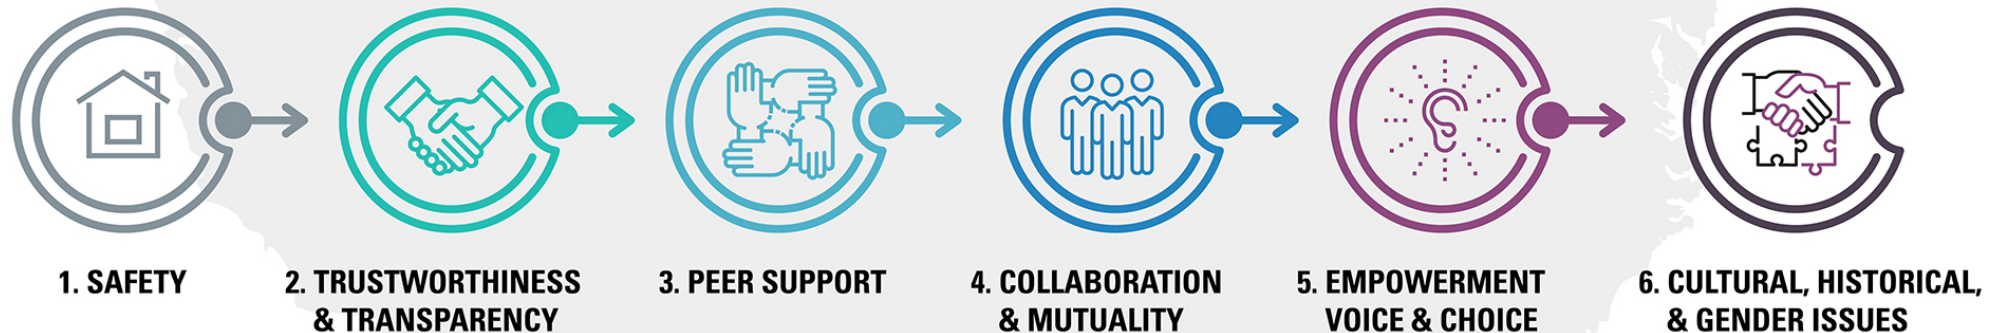 1. SAFETY
2. TRUSTWORTHINESS
& TRANSPARENCY
3. PEER SUPPORT
4. COLLABORATION
& MUTUALITY
5. EMPOWERMENT
VOICE & CHOICE
6. CULTURAL, HISTORICAL,
& GENDER ISSUES